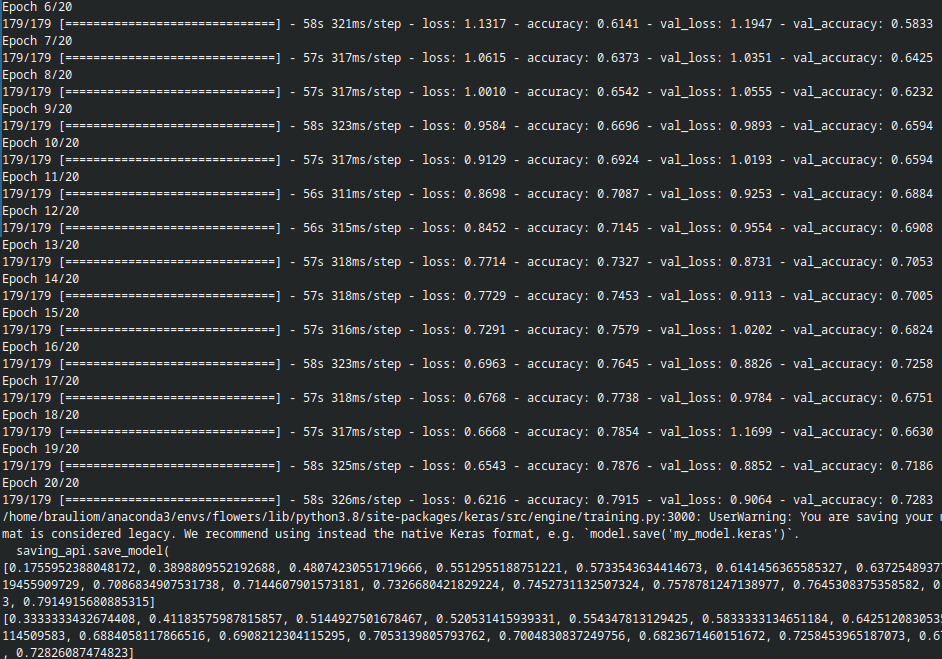 Epoch 6/20
179/179 [==============================] - 58s 321ms/step - loss: 1.1317 - accuracy: 0.6141 - val_loss: 1.1947 - val_accuracy: 0.5833
Epoch 7/20
179/179 [==============================] - 57s 317ms/step - loss: 1.0615 - accuracy: 0.6373 - val_loss: 1.0351 - val_accuracy: 0.6425
Epoch 8/20
179/179 [==============================] - 57s 317ms/step - loss: 1.0010 - accuracy: 0.6542 - val_loss: 1.0555 - val_accuracy: 0.6232
Epoch 9/20
179/179 [==============================] - 58s 323ms/step - loss: 0.9584 - accuracy: 0.6696 - val_loss: 0.9893 - val_accuracy: 0.6594
Epoch 10/20
179/179 [==============================] - 57s 317ms/step - loss: 0.9129 - accuracy: 0.6924 - val_loss: 1.0193 - val_accuracy: 0.6594
Epoch 11/20
179/179 [==============================] - 56s 311ms/step - loss: 0.8698 - accuracy: 0.7087 - val_loss: 0.9253 - val_accuracy: 0.6884
Epoch 12/20
179/179 [==============================] - 56s 315ms/step - loss: 0.8452 - accuracy: 0.7145 - val_loss: 0.9554 - val_accuracy: 0.6908
Epoch 13/20
179/179 [==============================] - 57s 318ms/step - loss: 0.7714 - accuracy: 0.7327 - val_loss: 0.8731 - val_accuracy: 0.7053
Epoch 14/20
179/179 [==============================] - 57s 318ms/step - loss: 0.7729 - accuracy: 0.7453 - val_loss: 0.9113 - val_accuracy: 0.7005
Epoch 15/20
179/179 [==============================] - 57s 316ms/step - loss: 0.7291 - accuracy: 0.7579 - val_loss: 1.0202 - val_accuracy: 0.6824
Epoch 16/20
179/179 [==============================] - 58s 323ms/step - loss: 0.6963 - accuracy: 0.7645 - val_loss: 0.8826 - val_accuracy: 0.7258
Epoch 17/20
179/179 [==============================] - 57s 318ms/step - loss: 0.6768 - accuracy: 0.7738 - val_loss: 0.9784 - val_accuracy: 0.6751
Epoch 18/20
179/179 [==============================] - 57s 317ms/step - loss: 0.6668 - accuracy: 0.7854 - val_loss: 1.1699 - val_accuracy: 0.6630
Epoch 19/20
179/179 [==============================] - 58s 325ms/step - loss: 0.6543 - accuracy: 0.7876 - val_loss: 0.8852 - val_accuracy: 0.7186
Epoch 20/20
179/179 [==============================] - 58s 326ms/step - loss: 0.6216 - accuracy: 0.7915 - val_loss: 0.9064 - val_accuracy: 0.7283
/home/brauliom/anaconda3/envs/flowers/lib/python3.8/site-packages/keras/src/engine/training.py:3000: UserWarning: You are saving your
mat is considered legacy. We recommend using instead the native Keras format, e.g. `model.save('my_model.keras')`.
saving_api.save_model(
[0.1755952388048172, 0.3898809552192688, 0.48074230551719666, 0.5512955188751221, 0.5733543634414673, 0.6141456365585327, 0.6372548937
19455909729, 0.7086834907531738, 0.7144607901573181, 0.7326680421829224, 0.7452731132507324, 0.7578781247138977, 0.7645308375358582, 0
3, 0.7914915680885315]
[0.3333333432674408, 0.41183575987815857, 0.5144927501678467, 0.520531415939331, 0.554347813129425, 0.5833333134651184, 0.642512083053
114509583, 0.6884058117866516, 0.6908212304115295, 0.7053139805793762, 0.7004830837249756, 0.6823671460151672, 0.7258453965187073, 0.6
, 0.72826087474823]